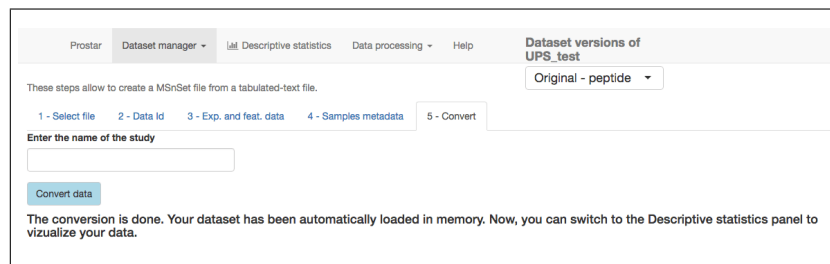 Prostar Dataset manager Descriptive statistics Data processing Help
Dataset versions of
UPS_test
Original - peptide
These steps allow to create a MSnSet file from a tabulated-text file.
1 - Select file 2 - Data Id 3 - Exp. and feat. data 4 - Samples metadata 5 - Convert
Enter the name of the study
Convert data
The conversion is done. Your dataset has been automatically loaded in memory. Now, you can switch to the Descriptive statistics panel to
vizualize your data.